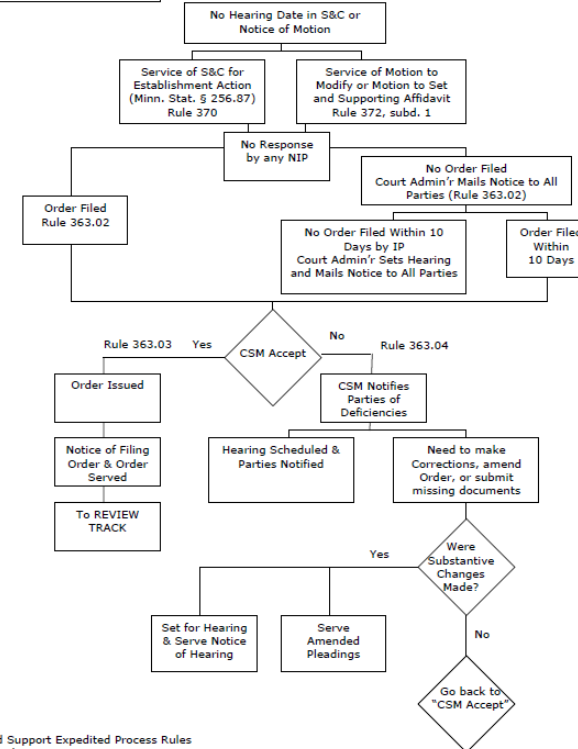 No Hearing Date in S&C or
Notice of Motion
Service of S&C for
Establishment Action
(Minn. Stat. § 256.87)
Rule 370
Service of Motion to
Modify or Motion to Set
and Supporting Affidavit
Rule 372, subd. 1
No Response
by any NIP
No Order Filed
Court Admin'r Mails Notice to All
Parties (Rule 363.02)
Order Filed
Rule 363.02
No Order Filed Within 10
Days by IP
Court Admin'r Sets Hearing
and Mails Notice to All Parties
Order Filed
Within
10 Days
Rule 363.03 Yes
CSM Accept
No
Rule 363.04
Order Issued
CSM Notifies
Parties of
Deficiencies
Notice of Filing
Order & Order
Served
Hearing Scheduled &
Parties Notified
Need to make
Corrections, amend
Order, or submit
missing documents
To REVIEW
TRACK
Yes
Were
Substantive
Changes
Made?
Set for Hearing
& Serve Notice
of Hearing
Serve
Amended
Pleadings
No
Go back to
"CSM Accept"
Support Expedited Process Rules